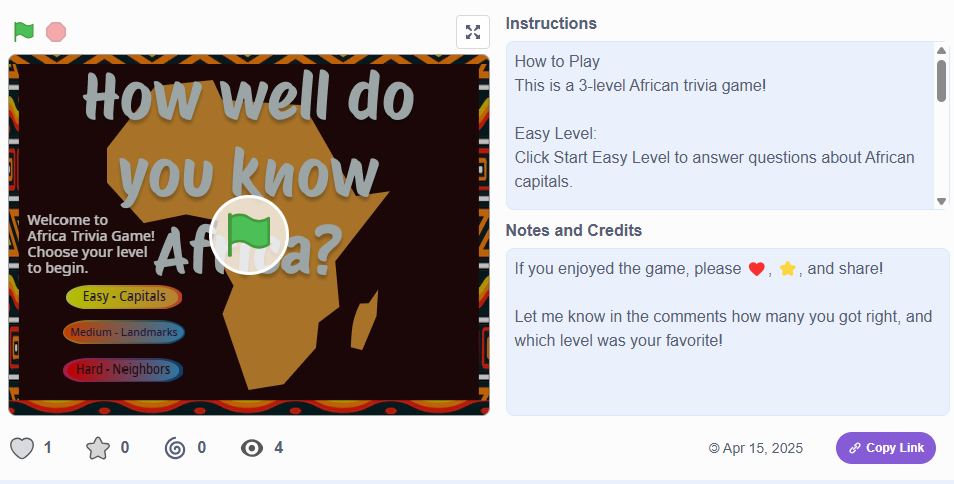 How well do
you know
Africa?
Welcome to
Africa Trivia Game!
Choose your level
to begin.
Easy - Capitals
Medium - Landmarks
Hard - Neighbors
Instructions
How to Play
This is a 3-level African trivia game!
Easy Level:
Click Start Easy Level to answer questions about African
capitals.
Notes and Credits
If you enjoyed the game, please ❤️, ⭐, and share!
Let me know in the comments how many you got right, and
which level was your favorite!
1
0
0
4
© Apr 15, 2025
Copy Link